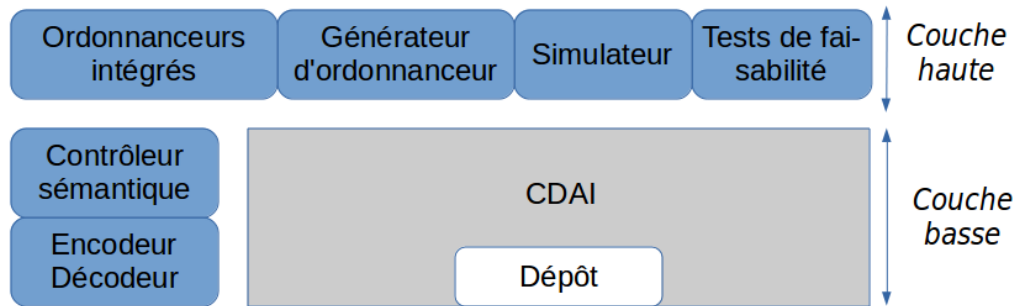 Ordonnanceurs
intégrés
Générateur
d'ordonnanceur
Simulateur
Tests de fai-
sabilité
Couche
haute
Contrôleur
sémantique
Encodeur
Décodeur
CDAI
Dépôt
Couche
basse